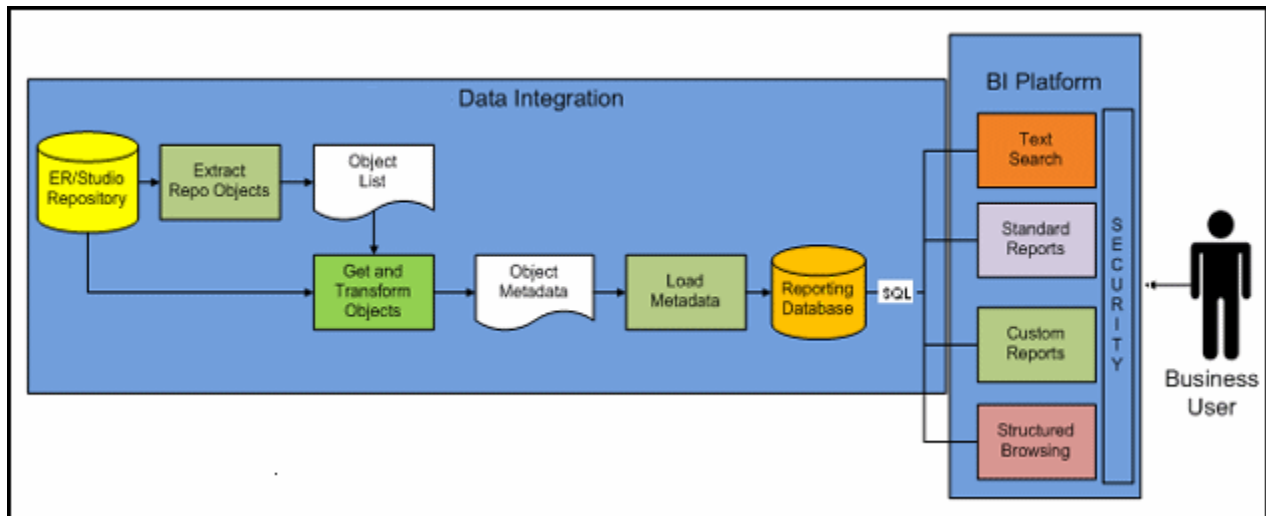 Data Integration
BI Platform
ER/Studio
Repository
Extract
Repo Objects
Object
List
Get and
Transform
Objects
Object
Metadata
Load
Metadata
Reporting
Database
SQL
Text
Search
Standard
Reports
Custom
Reports
Structured
Browsing
S
E
C
U
R
I
T
Y
Business
User